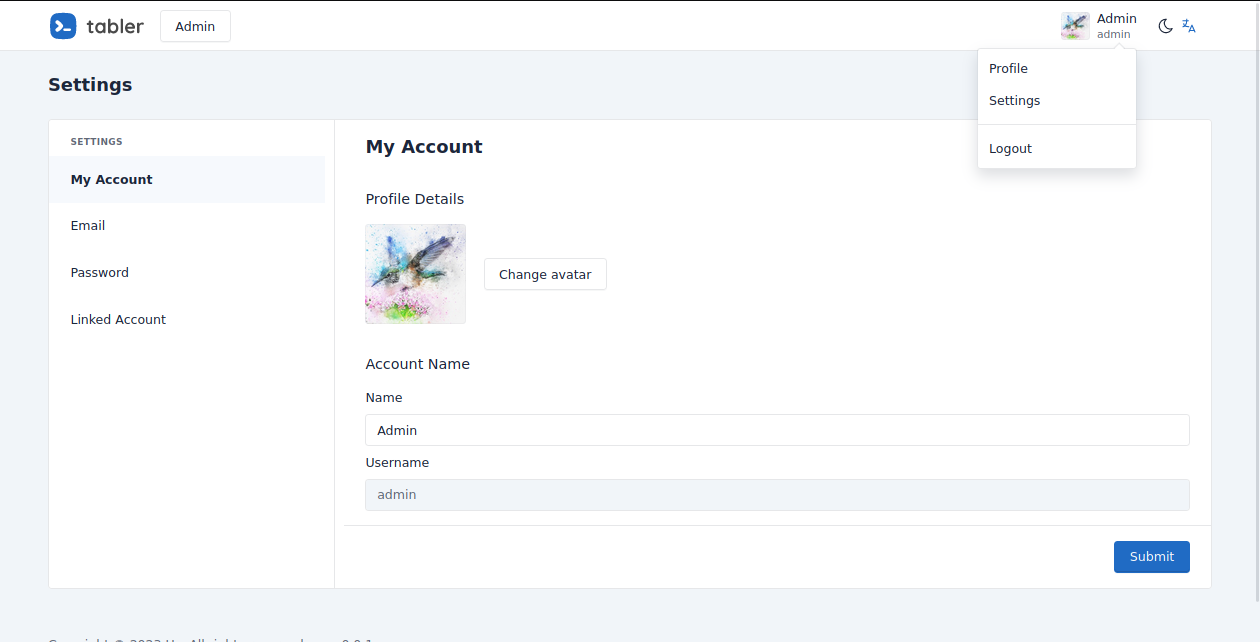 tabler
Admin
Admin
admin
Profile
Settings
Logout
Settings
SETTINGS
My Account
Email
Password
Linked Account
My Account
Profile Details
Change avatar
Account Name
Name
Admin
Username
admin
Submit